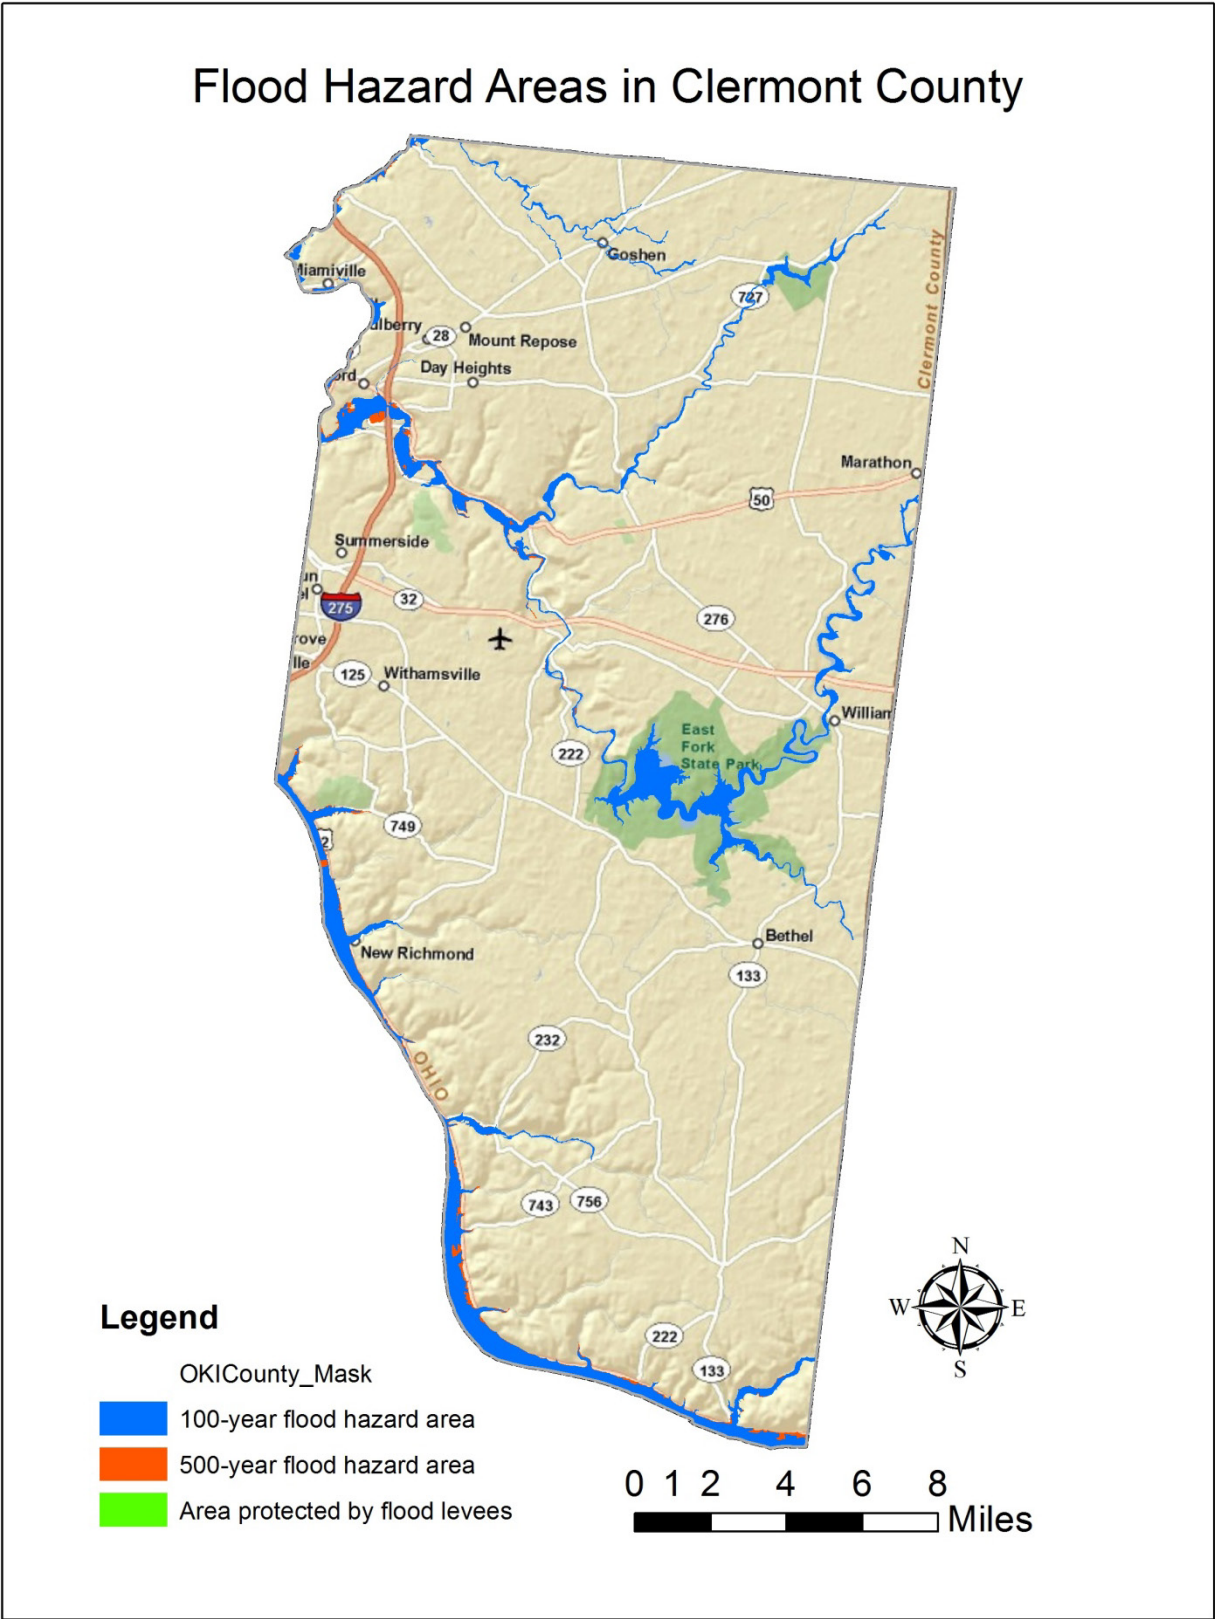 Flood Hazard Areas in Clermont County
Goshen
Clermont County
Miamiville
727
28
Mount Repose
Day Heights
Marathon
50
Summerside
275
32
276
125
Withamsville
222
East
Fork
State Park
749
New Richmond
Bethel
133
232
OHIO
743
756
222
133
N
W
E
S
Legend
OKICounty_Mask
100-year flood hazard area
500-year flood hazard area
Area protected by flood levees
0 1 2 4 6 8
Miles